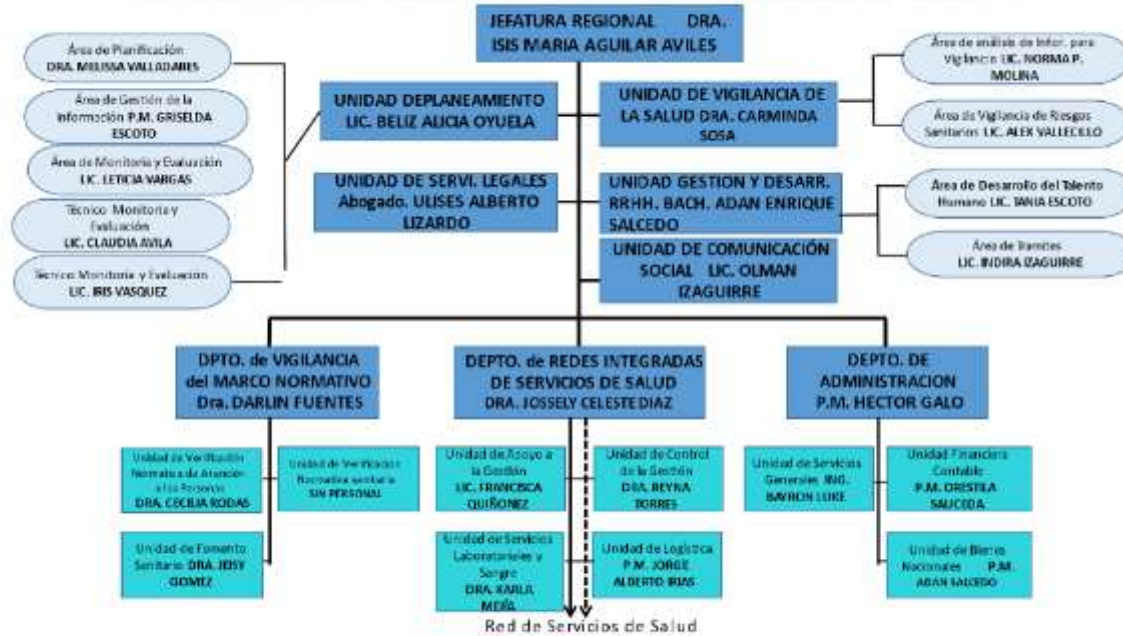 JEFATURA REGIONAL DRA.
ISIS MARIA AGUILAR AVILES
Área de Planificación
DRA. MELISSA VALLADARES
Área de Gestión de la
Información P.M. GRISELDA
ESCOTO
Área de Monitoria y Evaluación
LIC. LETICIA VARGAS
Técnico Monitoria y
Evaluación
LIC. CLAUDIA AVILA
Técnico Monitoria y Evaluación
LIC. IRIS VASQUEZ
UNIDAD DEPLANEAMIENTO
LIC. BELIZ ALICIA OYUELA
UNIDAD DE VIGILANCIA DE
LA SALUD DRA. CARMINDA
SOSA
Área de análisis de Infor. para
Vigilancia LIC. NORMA P.
MOLINA
Área de Vigilancia de Riesgos
Sanitarios LIC. ALEX VALLECILLO
UNIDAD DE SERVI. LEGALES
Abogado. ULISES ALBERTO
LIZARDO
UNIDAD GESTION Y DESARR.
RRHH. BACH. ADAN ENRIQUE
SALCEDO
Área de Desarrollo del Talento
Humano LIC. TANIA ESCOTO
Área de Tramites
LIC. INDIRA IZAGUIRRE
UNIDAD DE COMUNICACIÓN
SOCIAL LIC. OLMAN
IZAGUIRRE
DPTO. de VIGILANCIA
del MARCO NORMATIVO
Dra. DARLIN FUENTES
DEPTO. de REDES INTEGRADAS
DE SERVICIOS DE SALUD
DRA. JOSSELY CELESTE DIAZ
DEPTO. DE
ADMINISTRACION
P.M. HECTOR GALO
Unidad de Verificación
Normativa de Atención
a las Personas
DRA. CECILIA RODAS
Unidad de Verificación
Normativa sanitaria
SIN PERSONAL
Unidad de Fomento
Sanitario DRA. JEISY
GOMEZ
Unidad de Apoyo a
la Gestión
LIC. FRANCISCA
QUIÑONEZ
Unidad de Control
de la Gestión
DRA. REYNA
TORRES
Unidad de Servicios
Laboratoriales y
Sangre
DRA. KARLA
MEJÍA
Unidad de Logística
P.M. JORGE
ALBERTO IRIAS
Unidad de Servicios
Generales ING.
BAYRON LUKE
Unidad Financiera
Contable
P.M. ORESTILA
SAUCEDA
Unidad de Bienes
Nacionales P.M.
ADAN SALCEDO
Red de Servicios de Salud